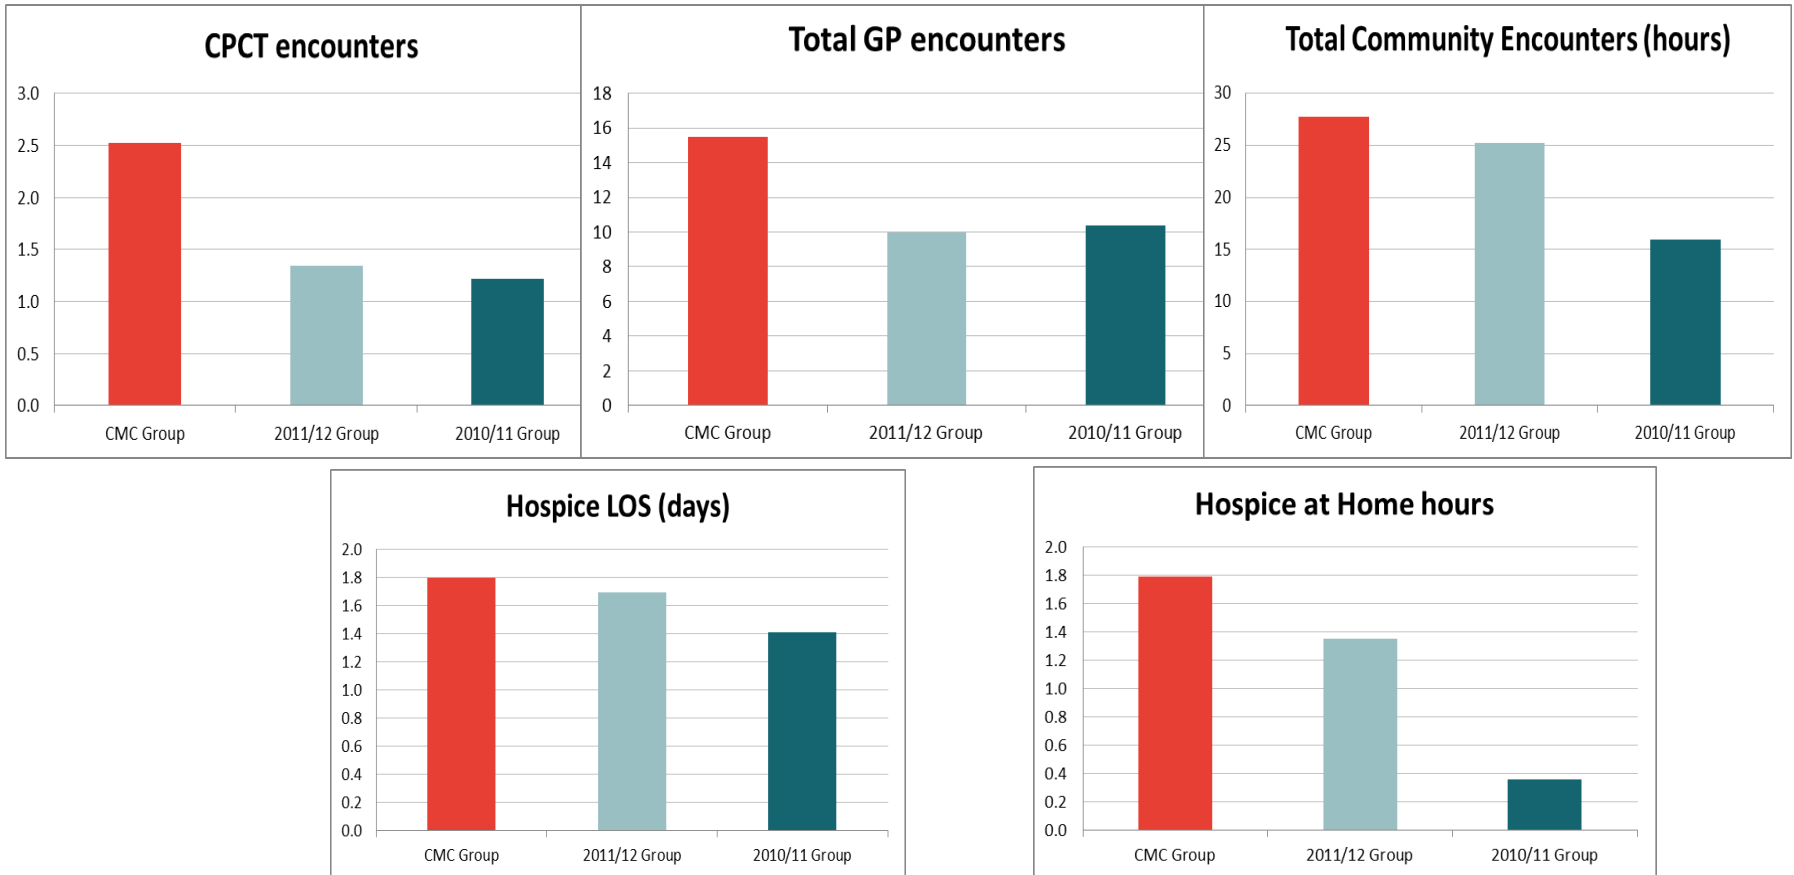 CPCT encounters
3.0
2.5
2.0
1.5
1.0
0.5
0.0
CMC Group
2011/12 Group
2010/11 Group
Total GP encounters
18
16
14
12
10
8
6
4
2
0
CMC Group
2011/12 Group
2010/11 Group
Total Community Encounters (hours)
30
25
20
15
10
5
0
CMC Group
2011/12 Group
2010/11 Group
Hospice LOS (days)
2.0
1.8
1.6
1.4
1.2
1.0
0.8
0.6
0.4
0.2
0.0
CMC Group
2011/12 Group
2010/11 Group
Hospice at Home hours
2.0
1.8
1.6
1.4
1.2
1.0
0.8
0.6
0.4
0.2
0.0
CMC Group
2011/12 Group
2010/11 Group